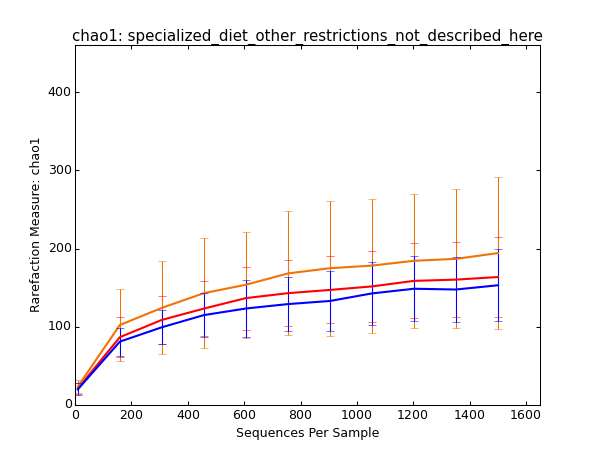 chao1: specialized_diet_other_restrictions_not_described_here
Rarefaction Measure: chao1
400
300
200
100
0
0 200 400 600 800 1000 1200 1400 1600
Sequences Per Sample